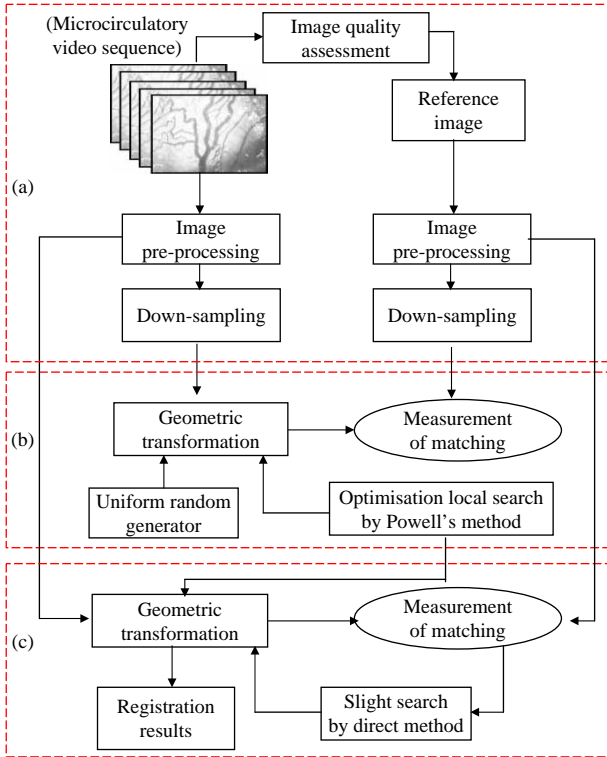 (Microcirculatory
video sequence)
Image quality
assessment
Reference
image
(a)
Image
pre-processing
Image
pre-processing
Down-sampling
Down-sampling
(b)
Geometric
transformation
Measurement
of matching
Uniform random
generator
Optimisation local search
by Powell's method
(c)
Geometric
transformation
Measurement
of matching
Registration
results
Slight search
by direct method